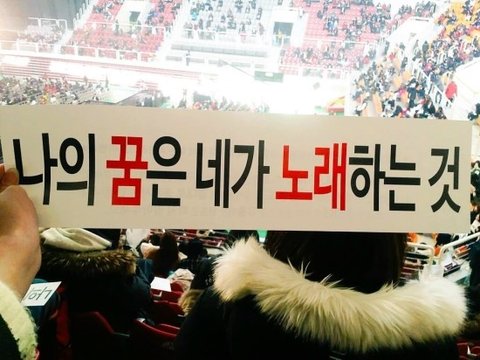 나의 꿈은 네가 노래하는 것